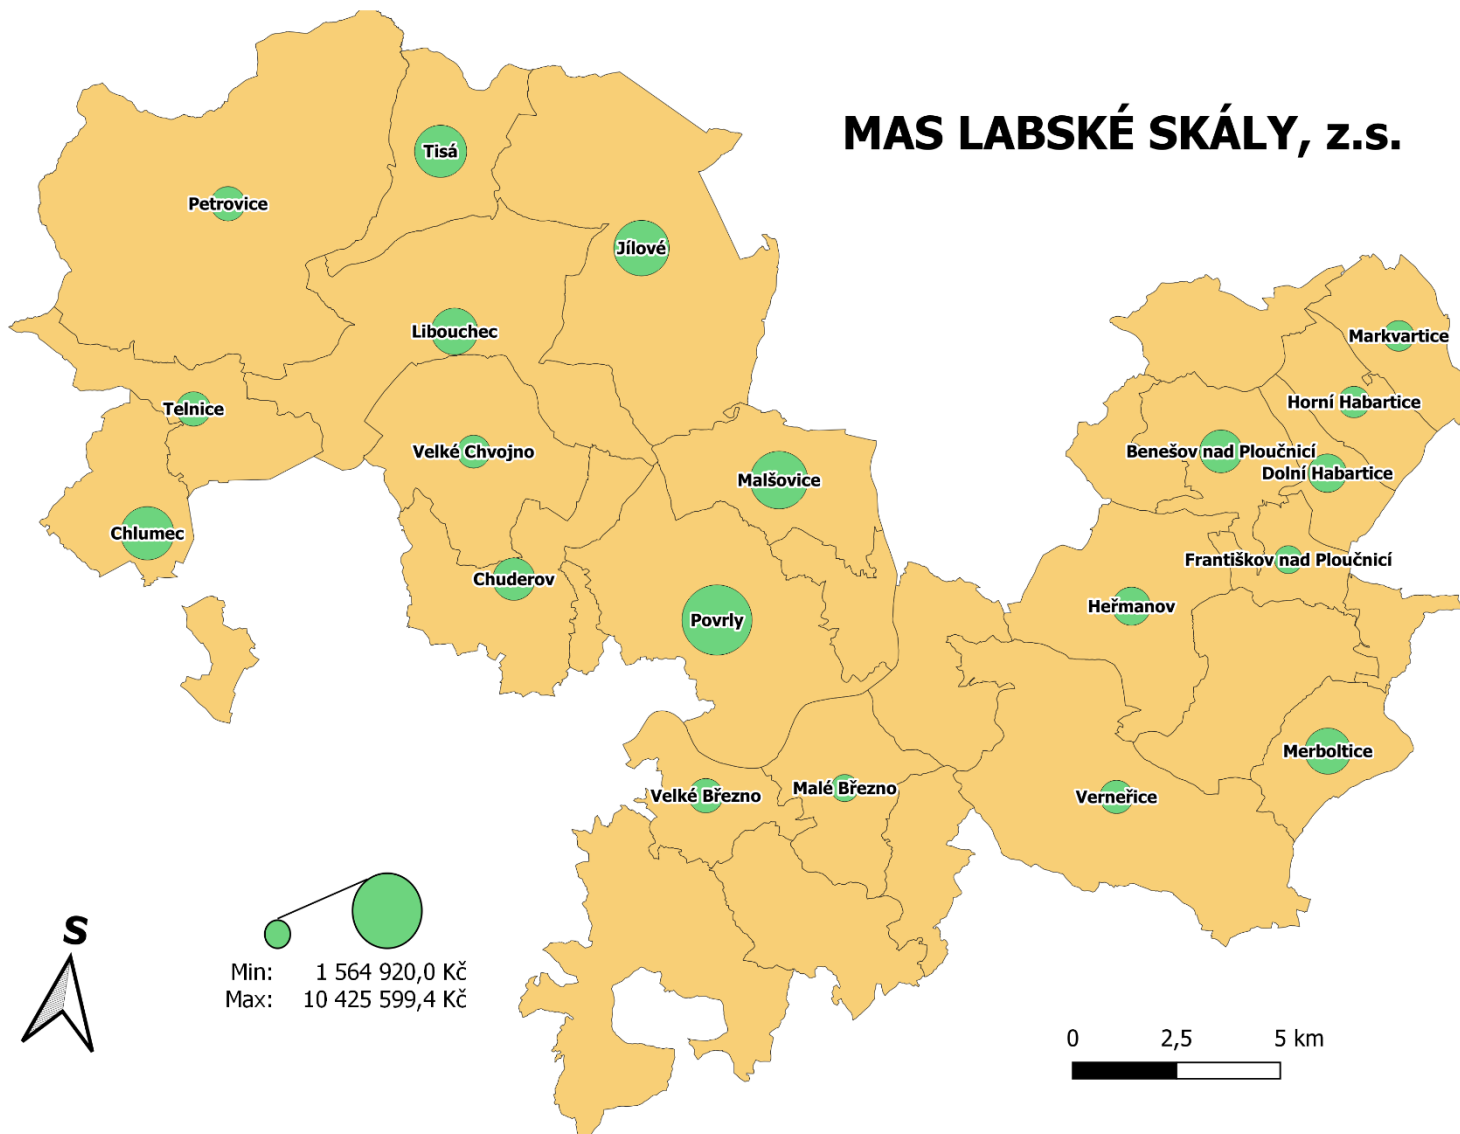 MAS LABSKÉ SKÁLY, z.s.
Tisá
Petrovice
Jílové
Libouchec
Markvartice
Horní Habartice
Telnice
Velké Chvojno
Benešov nad Ploučnicí
Dolní Habartice
Malšovice
Chlumec
Františkov nad Ploučnicí
Chuderov
Heřmanov
Povrly
Merboltice
Malé Březno
Velké Březno
Verneřice
S
Min: 1 564 920,0 Kč
Max: 10 425 599,4 Kč
0 2,5 5 km